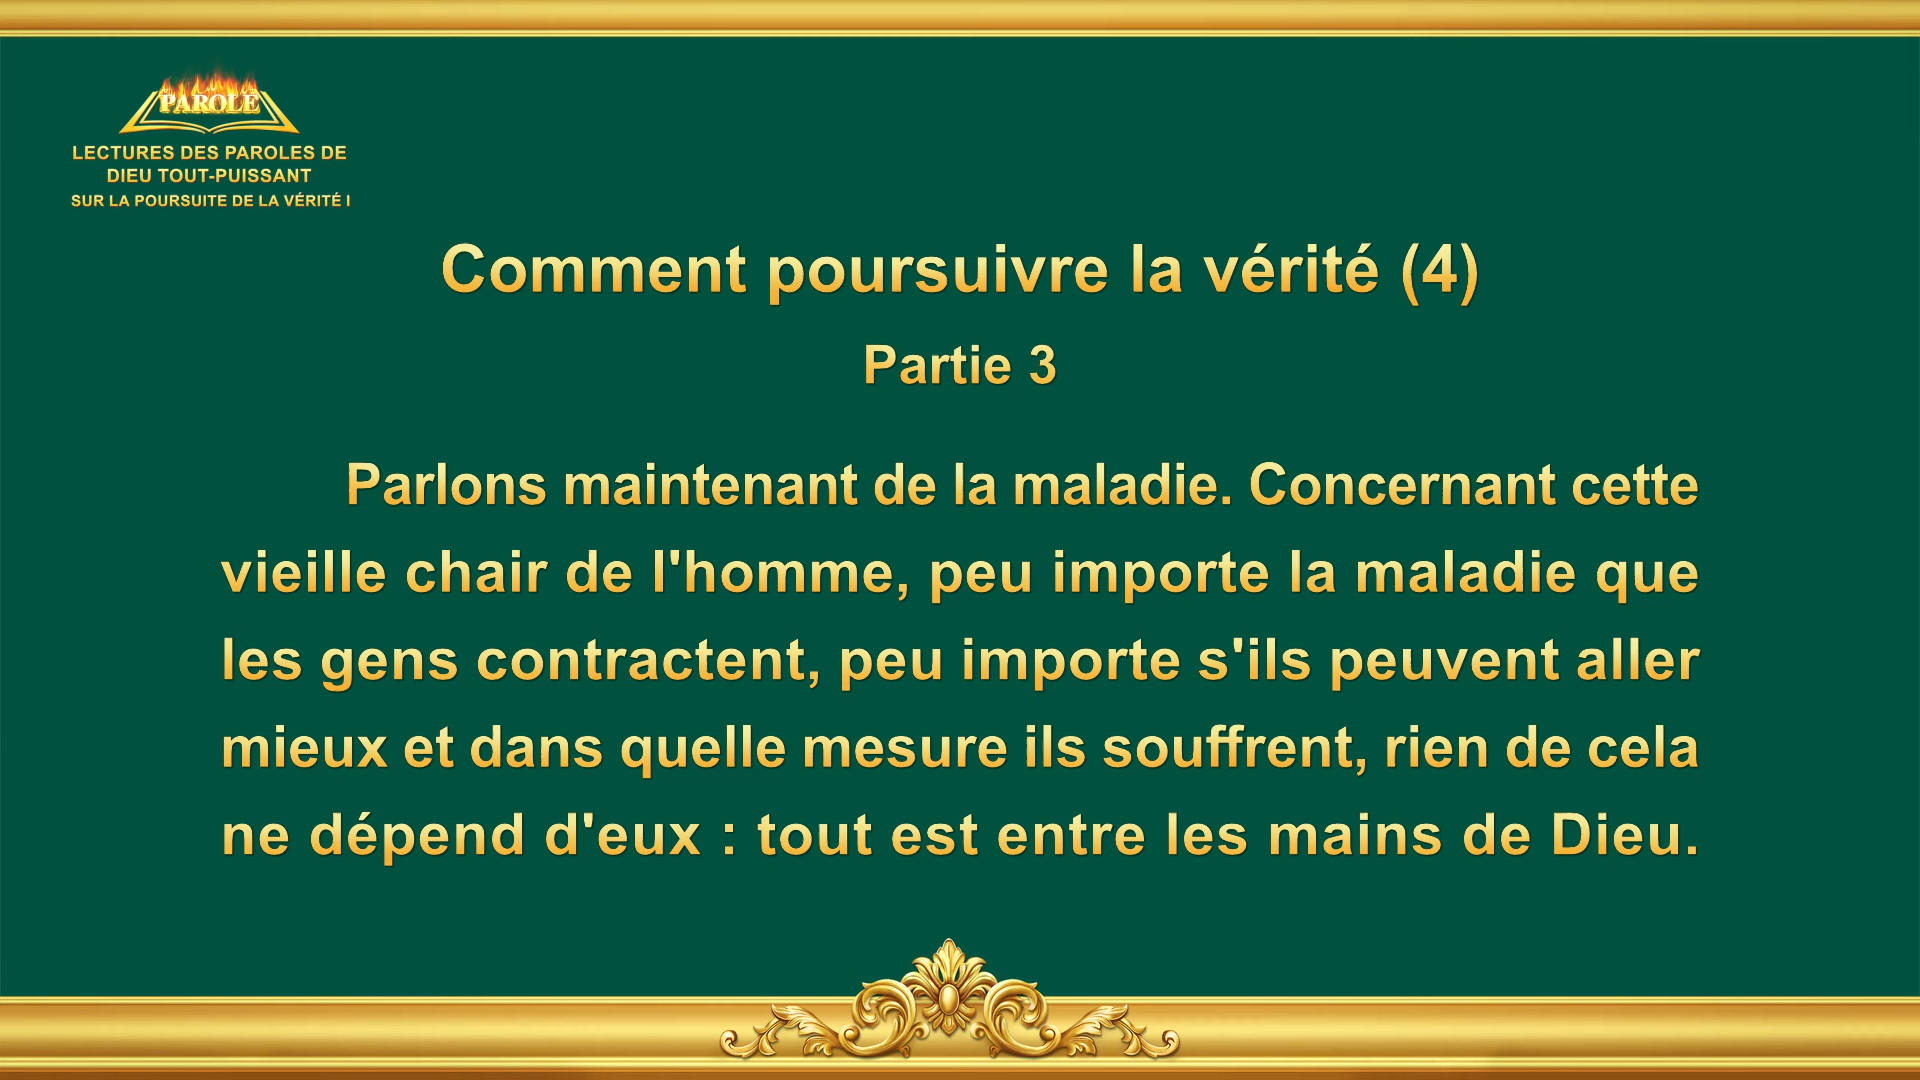 PAROLE
LECTURES DES PAROLES DE
DIEU TOUT-PUISSANT
SUR LA POURSUITE DE LA VÉRITÉ I
Comment poursuivre la vérité (4)
Partie 3
Parlons maintenant de la maladie. Concernant cette
vieille chair de l'homme, peu importe la maladie que
les gens contractent, peu importe s'ils peuvent aller
mieux et dans quelle mesure ils souffrent, rien de cela
ne dépend d'eux : tout est entre les mains de Dieu.